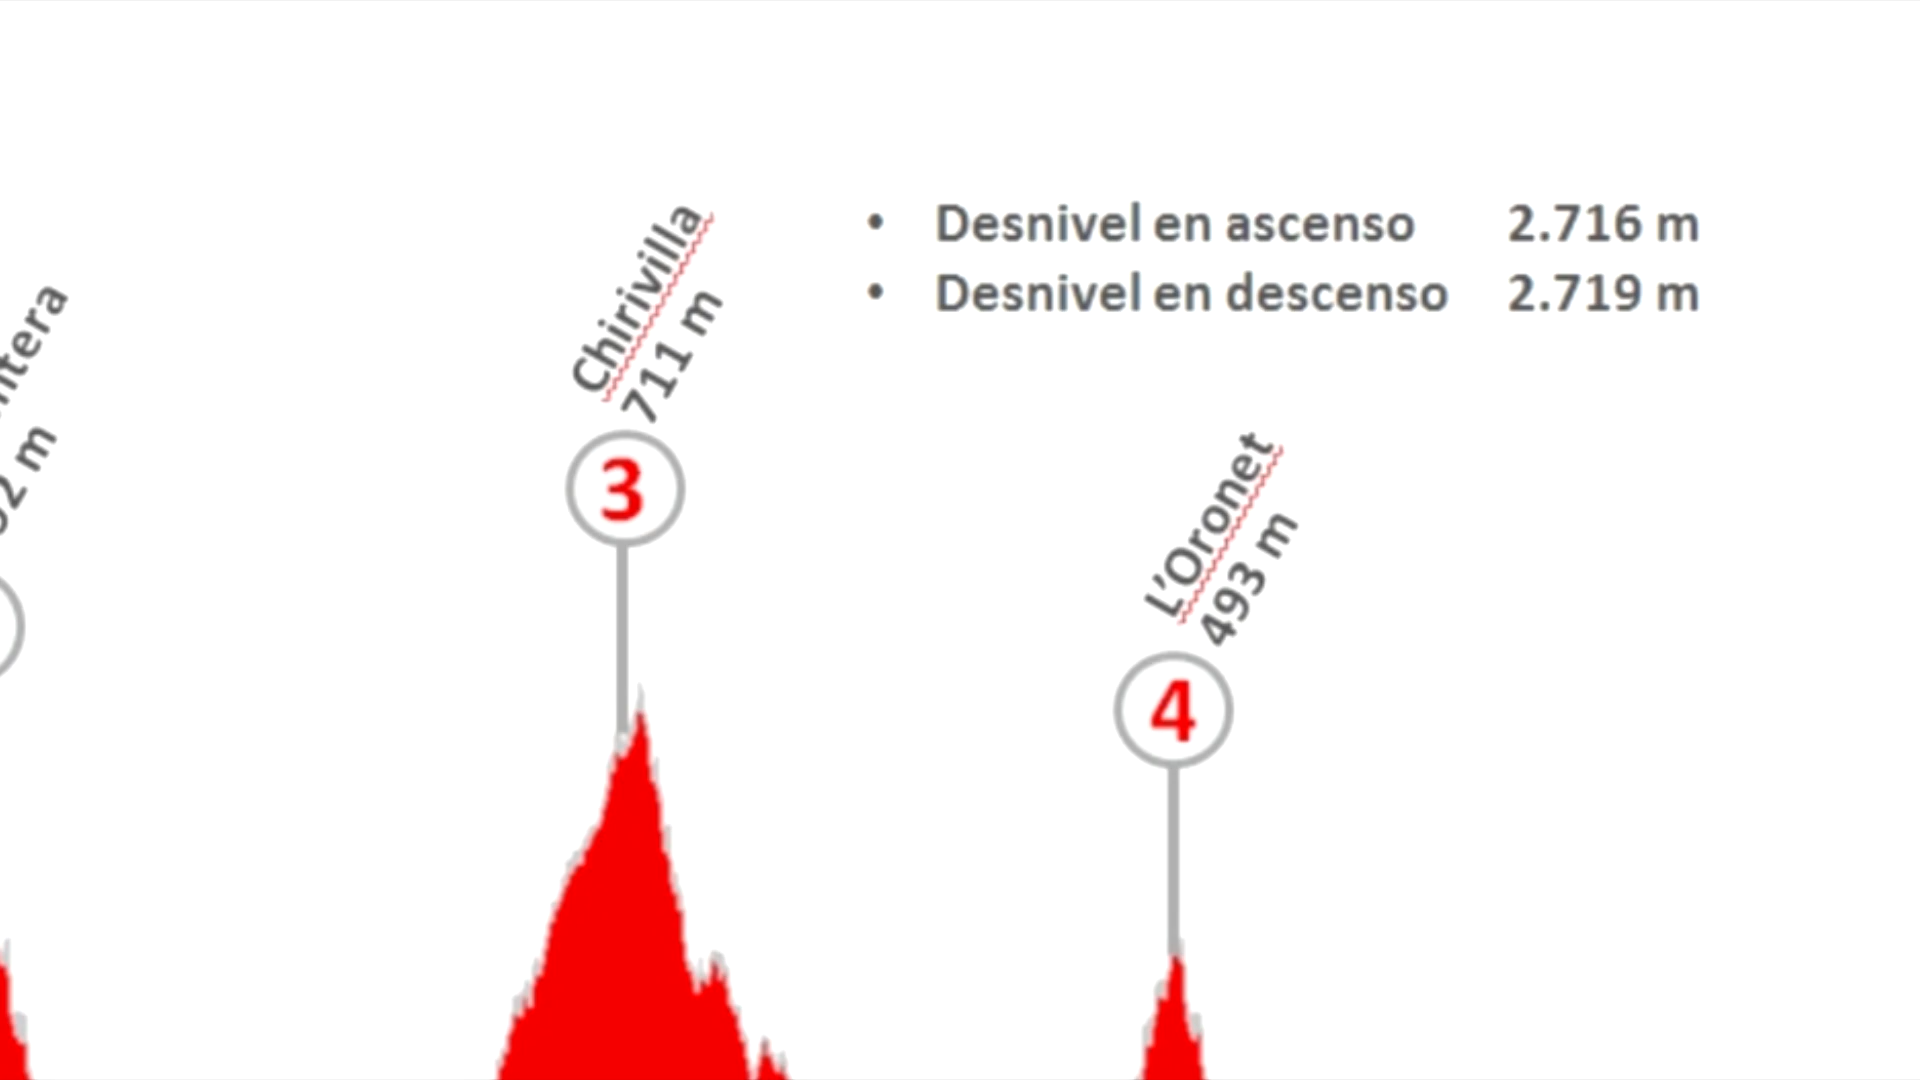 Desnivel en ascenso 2.716 m
Desnivel en descenso 2.719 m
Chirivilla
711 m
3
L'Oronet
493 m
4